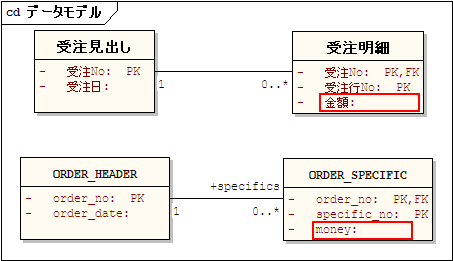 cd データモデル
受注見出し
- 受注No: PK
- 受注日:
1
0..*
受注明細
- 受注No: PK,FK
- 受注行No: PK
- 金額:
ORDER_HEADER
- order_no: PK
- order_date:
+specifics
1
0..*
ORDER_SPECIFIC
- order_no: PK,FK
- specific_no: PK
- money: